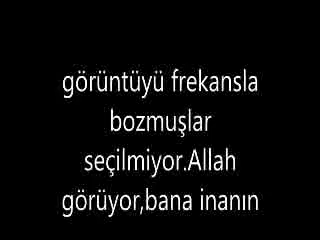 görüntüyü frekansla
bozmuşlar
seçilmiyor.Allah
görüyor,bana inanın